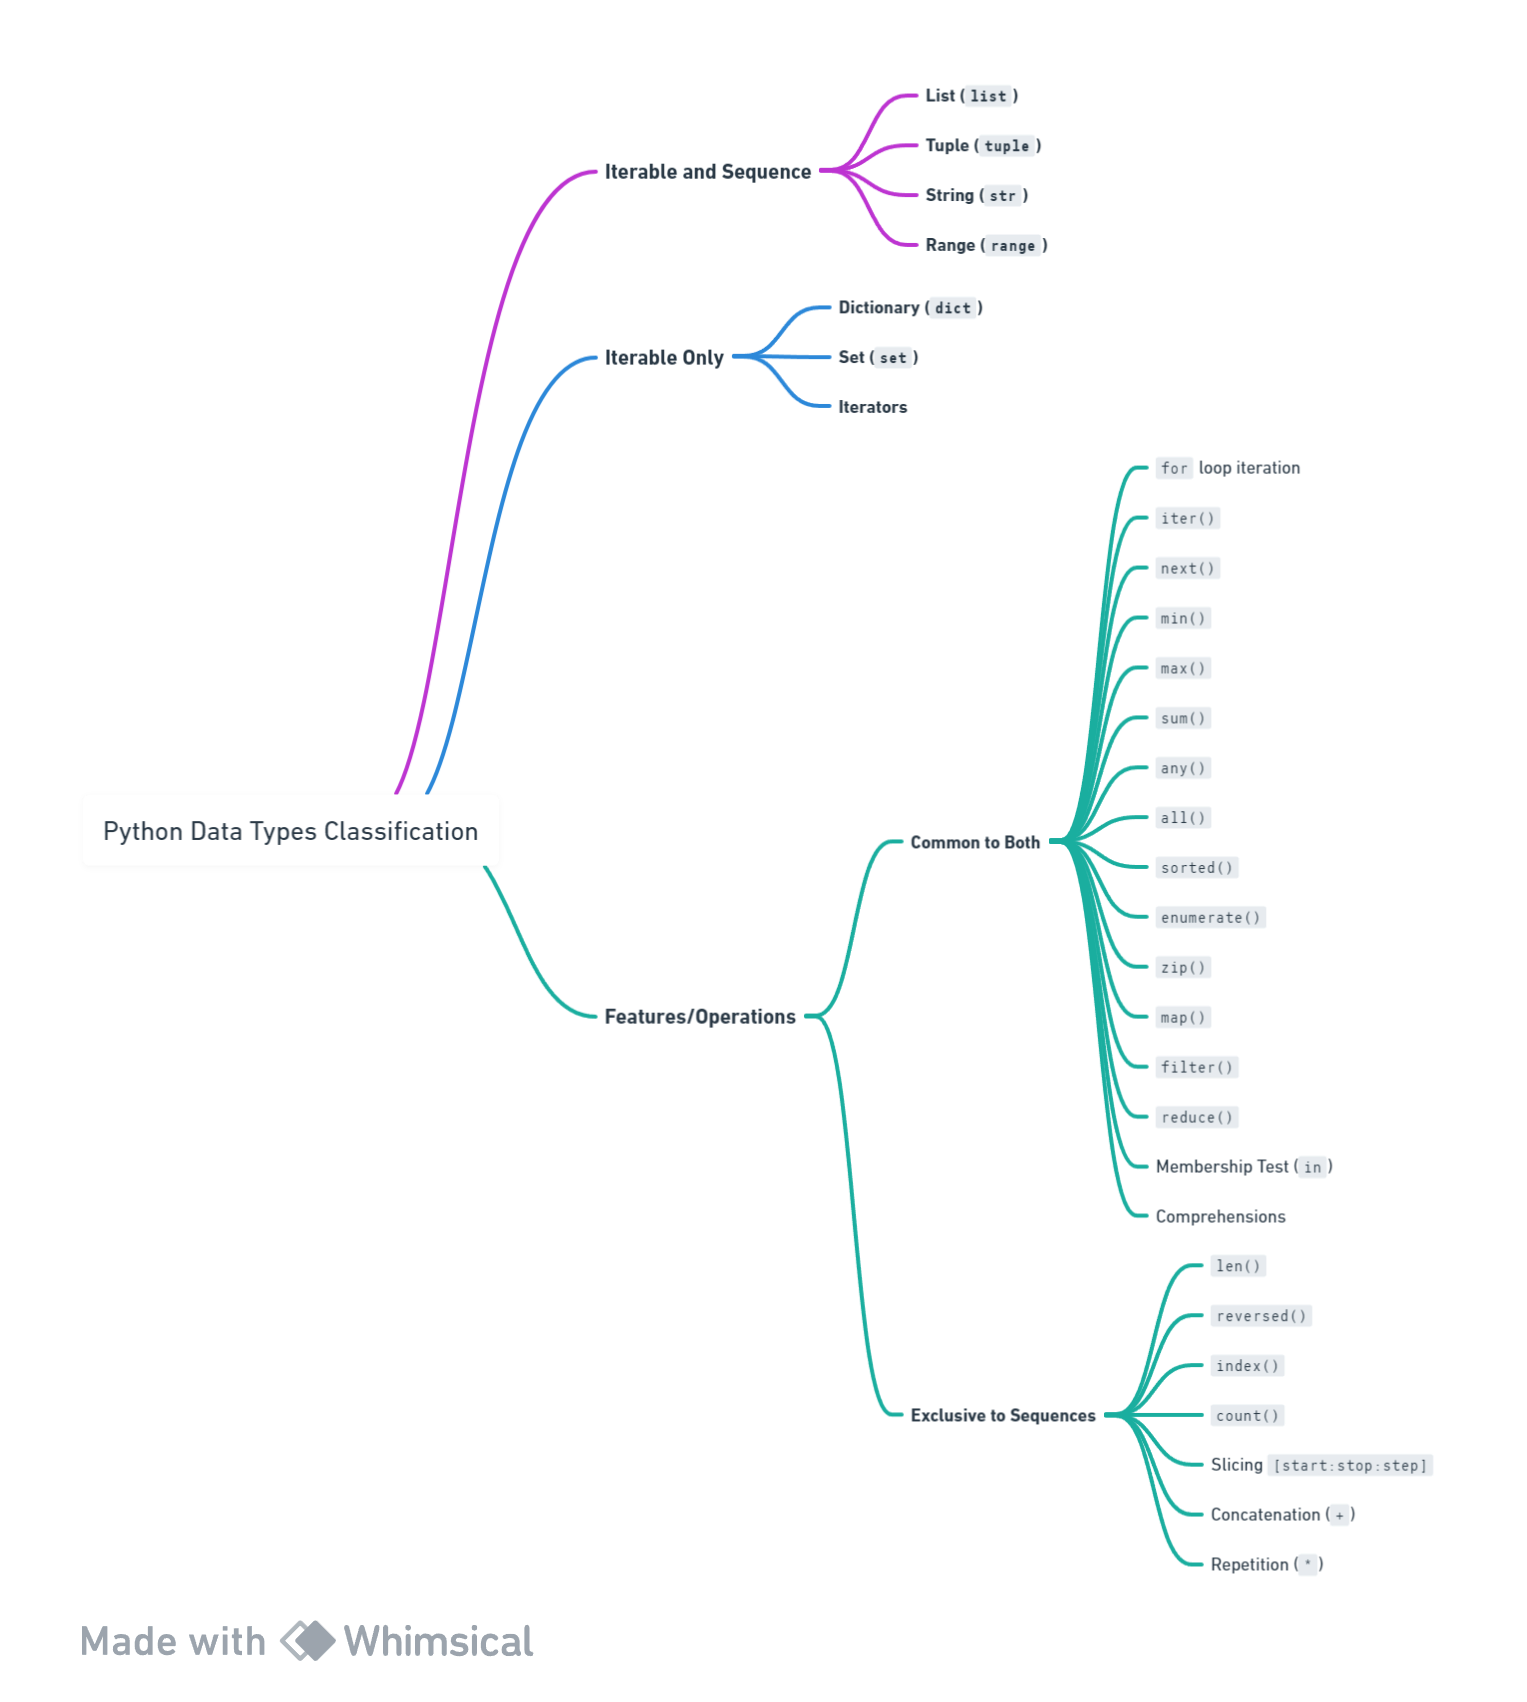 List (list)
Tuple (tuple)
Iterable and Sequence
String (str)
Range (range)
Dictionary (dict)
Iterable Only
Set (set)
Iterators
for loop iteration
iter()
next()
min()
max()
sum()
any()
all()
Python Data Types Classification
Common to Both
sorted()
enumerate()
zip()
Features/Operations
map()
filter()
reduce()
Membership Test (in)
Comprehensions
len()
reversed()
index()
Exclusive to Sequences
count()
Slicing [start:stop:step]
Concatenation (+)
Repetition (*)
Made with Whimsical